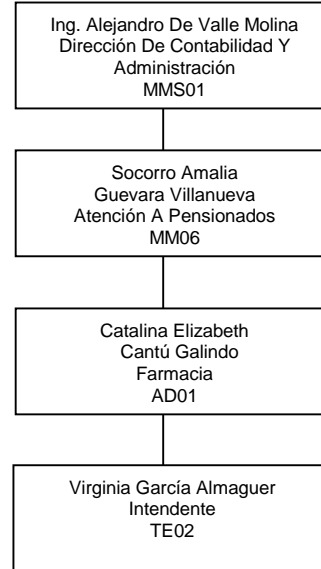 Ing. Alejandro De Valle Molina
Dirección De Contabilidad Y
Administración
MMS01
Socorro Amalia
Guevara Villanueva
Atención A Pensionados
MM06
Catalina Elizabeth
Cantú Galindo
Farmacia
AD01
Virginia García Almaguer
Intendente
TE02